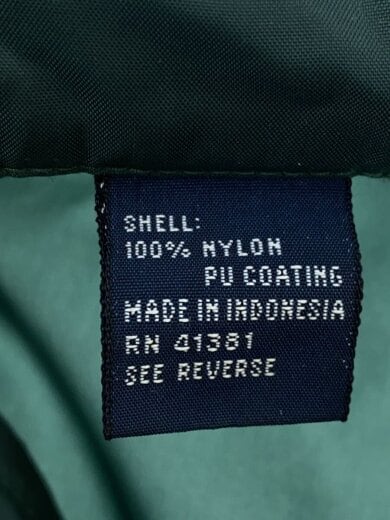 SHELL:
100% NYLON
PU COATING
MADE IN INDONESIA
RN 41381
SEE REVERSE